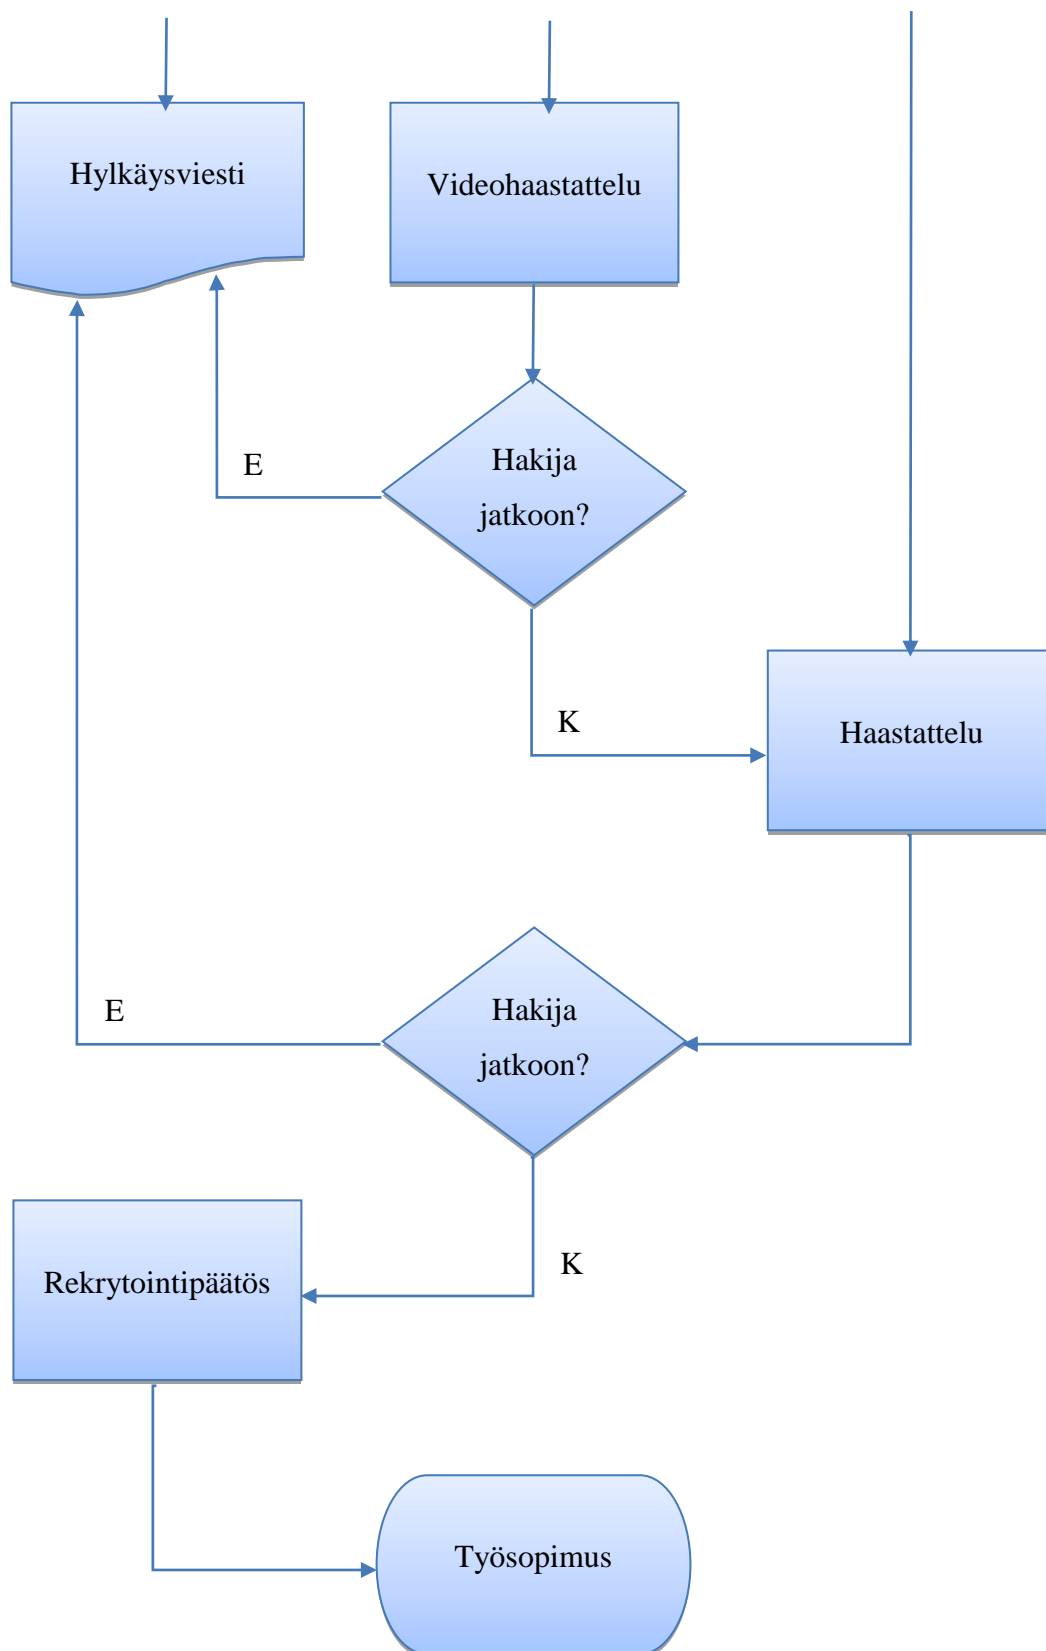 Hylkäysviesti
Videohaastattelu
Hakija
jatkoon?
E
K
Haastattelu
Hakija
jatkoon?
E
K
Rekrytointipäätös
Työsopimus